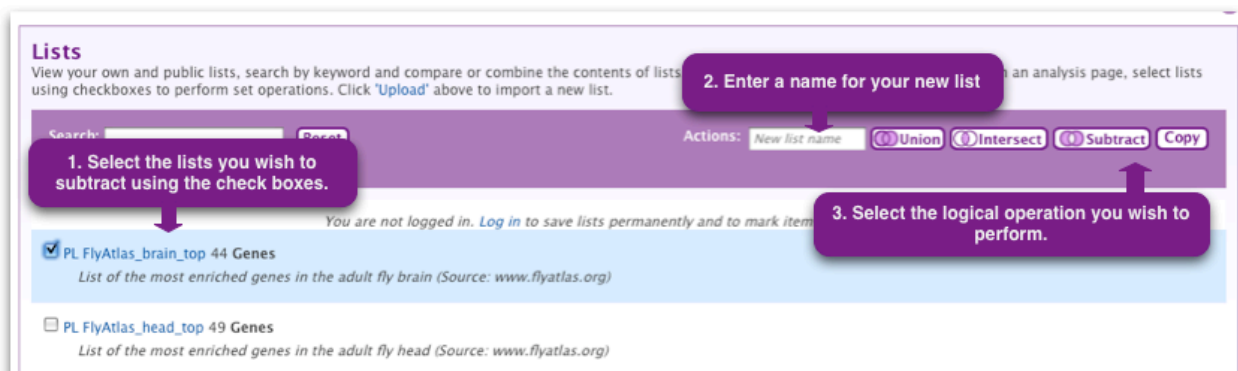 Lists
View your own and public lists, search by keyword and compare or combine the contents of lists
an analysis page, select lists
using checkboxes to perform set operations. Click 'Upload' above to import a new list.
2. Enter a name for your new list
Search:
Reset
Actions:
New list name
Union
Intersect
Subtract
Copy
1. Select the lists you wish to
subtract using the check boxes.
3. Select the logical operation you wish to
perform.
You are not logged in. Log in to save lists permanently and to mark item
PL FlyAtlas_brain_top 44 Genes
List of the most enriched genes in the adult fly brain (Source: www.flyatlas.org)
PL FlyAtlas_head_top 49 Genes
List of the most enriched genes in the adult fly head (Source: www.flyatlas.org)